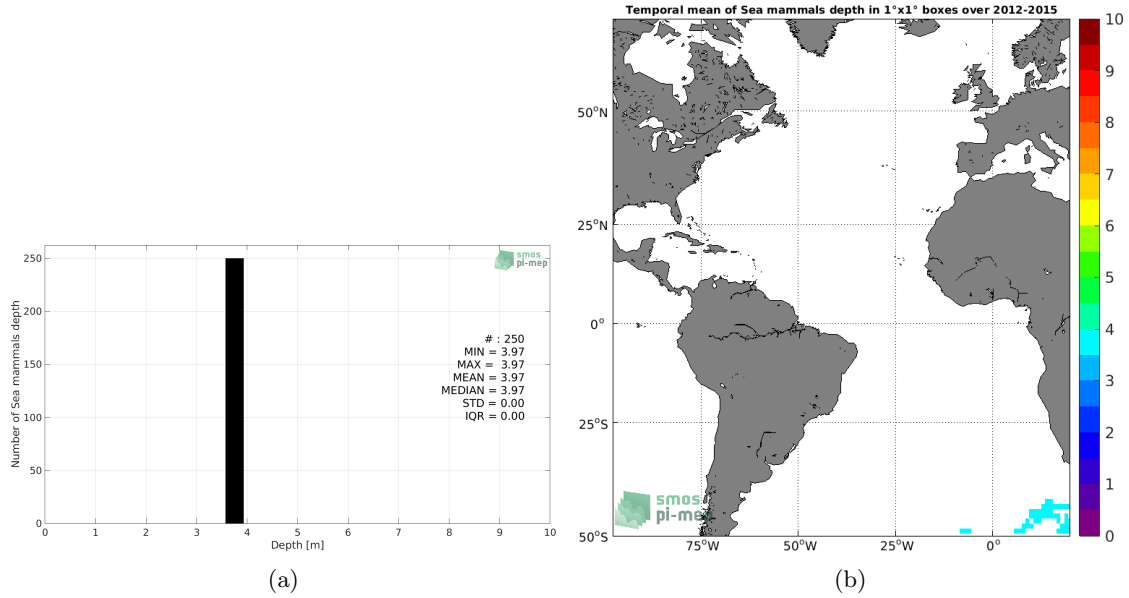 Number of Sea mammals depth
250
200
150
100
50
0
smos
pi-mep
# : 250
MIN = 3.97
MAX = 3.97
MEAN = 3.97
MEDIAN = 3.97
STD = 0.00
IQR = 0.00
0 1 2 3 4 5 6 7 8 9 10
Depth [m]
(a)
Temporal mean of Sea mammals depth in 1°x1° boxes over 2012-2015
50°N
25°N
0°
25°S
50°S
smos
pi-mep
75°W 50°W 25°W 0°
10
9
8
7
6
5
4
3
2
1
0
(b)